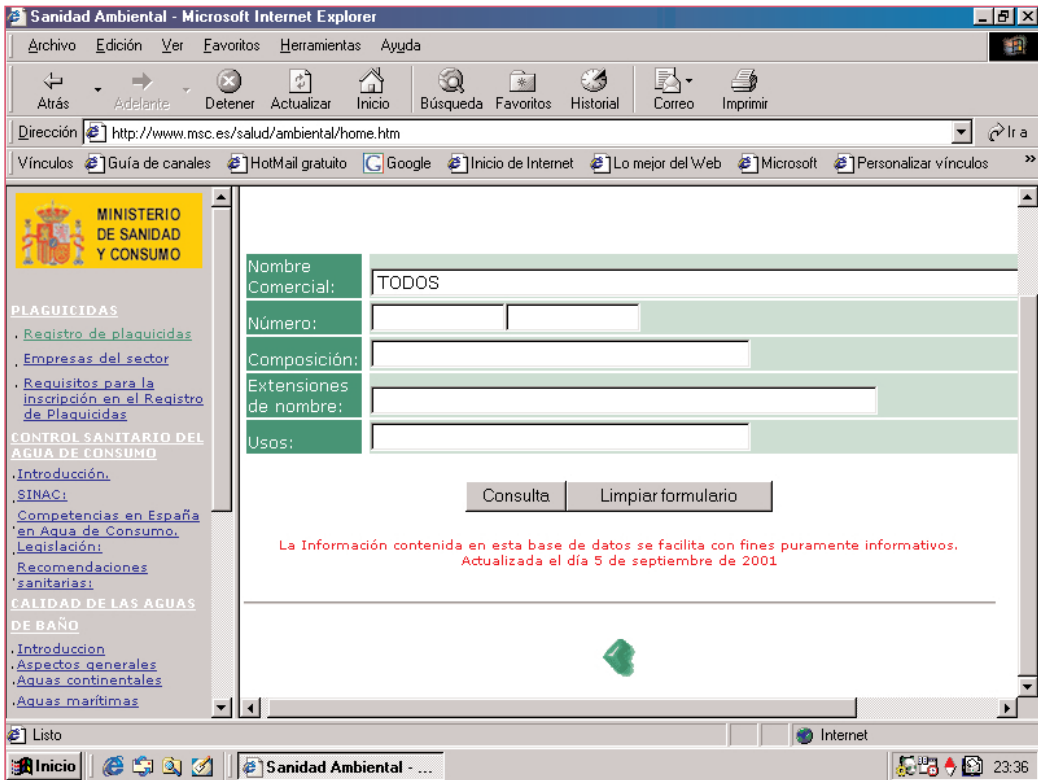 Sanidad Ambiental - Microsoft Internet Explorer
Archivo Edición Ver Favoritos Herramientas Ayuda
Atrás Adelante Detener Actualizar Inicio Búsqueda Favoritos Historial Correo Imprimir
Dirección http://www.msc.es/salud/ambiental/home.htm Ir a
Vínculos Guía de canales HotMail gratuito Google Inicio de Internet Lo mejor del Web Microsoft Personalizar vínculos »
MINISTERIO
DE SANIDAD
Y CONSUMO
PLAGUICIDAS
. Registro de plaguicidas
. Empresas del sector
. Requisitos para la
inscripción en el Registro
de Plaguicidas
CONTROL SANITARIO DEL
AGUA DE CONSUMO
.Introducción.
.SINAC:
Competencias en España
.en Agua de Consumo.
.Legislación:
Recomendaciones
.sanitarias:
CALIDAD DE LAS AGUAS
DE BAÑO
.Introduccion
.Aspectos generales
.Aguas continentales
.Aguas marítimas
Nombre
Comercial: TODOS
Número:
Composición:
Extensiones
de nombre:
Usos:
Consulta Limpiar formulario
La Información contenida en esta base de datos se facilita con fines puramente informativos.
Actualizada el día 5 de septiembre de 2001
Listo Internet
Inicio Sanidad Ambiental - ... 23:36